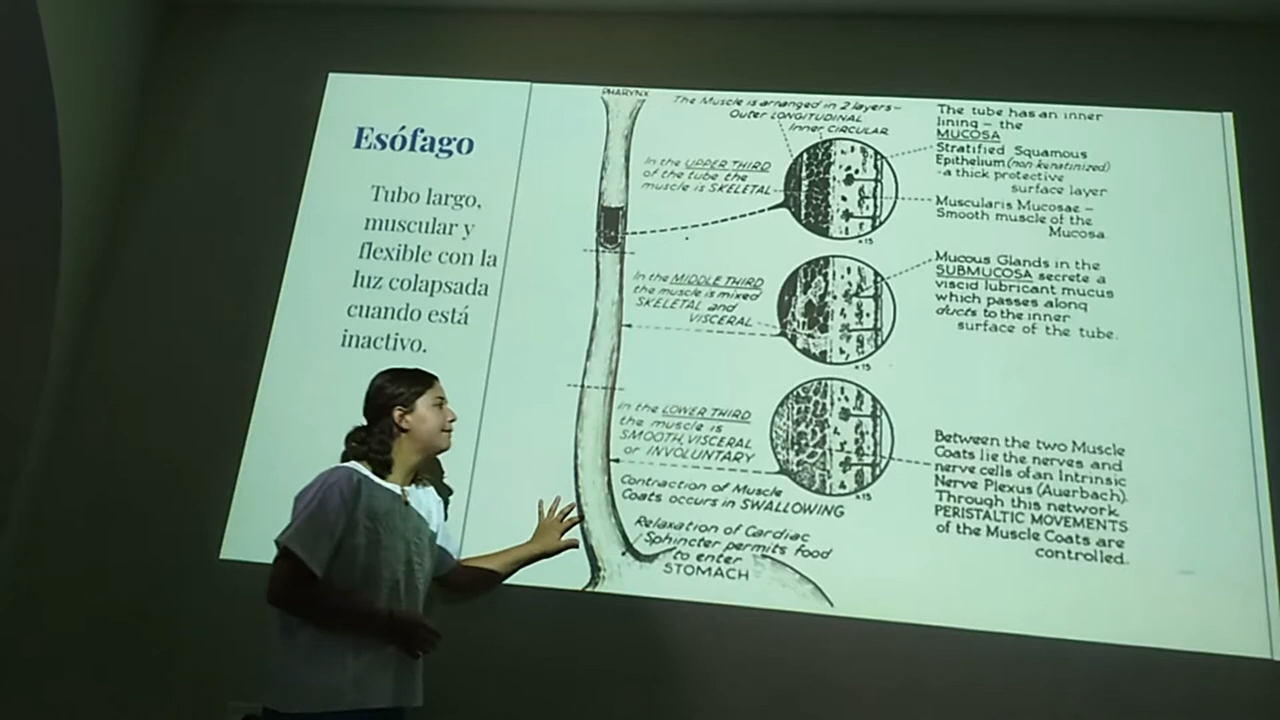 Esófago
Tubo largo,
muscular y
flexible con la
luz colapsada
cuando está
inactivo.
PHARYNX
The Muscle is arranged in 2 layers-
Outer LONGITUDINAL
Inner CIRCULAR
In the UPPER THIRD
of the tube the
muscle is SKELETAL
x15
The tube has an inner
lining - the
MUCOSA
Stratified Squamous
Epithelium (non-keratinized)
-a thick protective
surface layer
Muscularis Mucosae -
Smooth muscle of the
Mucosa.
In the MIDDLE THIRD
the muscle is mixed
SKELETAL and
VISCERAL
x15
Mucous Glands in the
SUBMUCOSA secrete a
viscid lubricant mucus
which passes along
ducts to the inner
surface of the tube.
In the LOWER THIRD
the muscle is
SMOOTH, VISCERAL
or INVOLUNTARY
x15
Contraction of Muscle
Coats occurs in SWALLOWING
Relaxation of Cardiac
Sphincter permits food
to enter
STOMACH
Between the two Muscle
Coats lie the nerves and
nerve cells of an Intrinsic
Nerve Plexus (Auerbach).
Through this network
PERISTALTIC MOVEMENTS
of the Muscle Coats are
controlled.